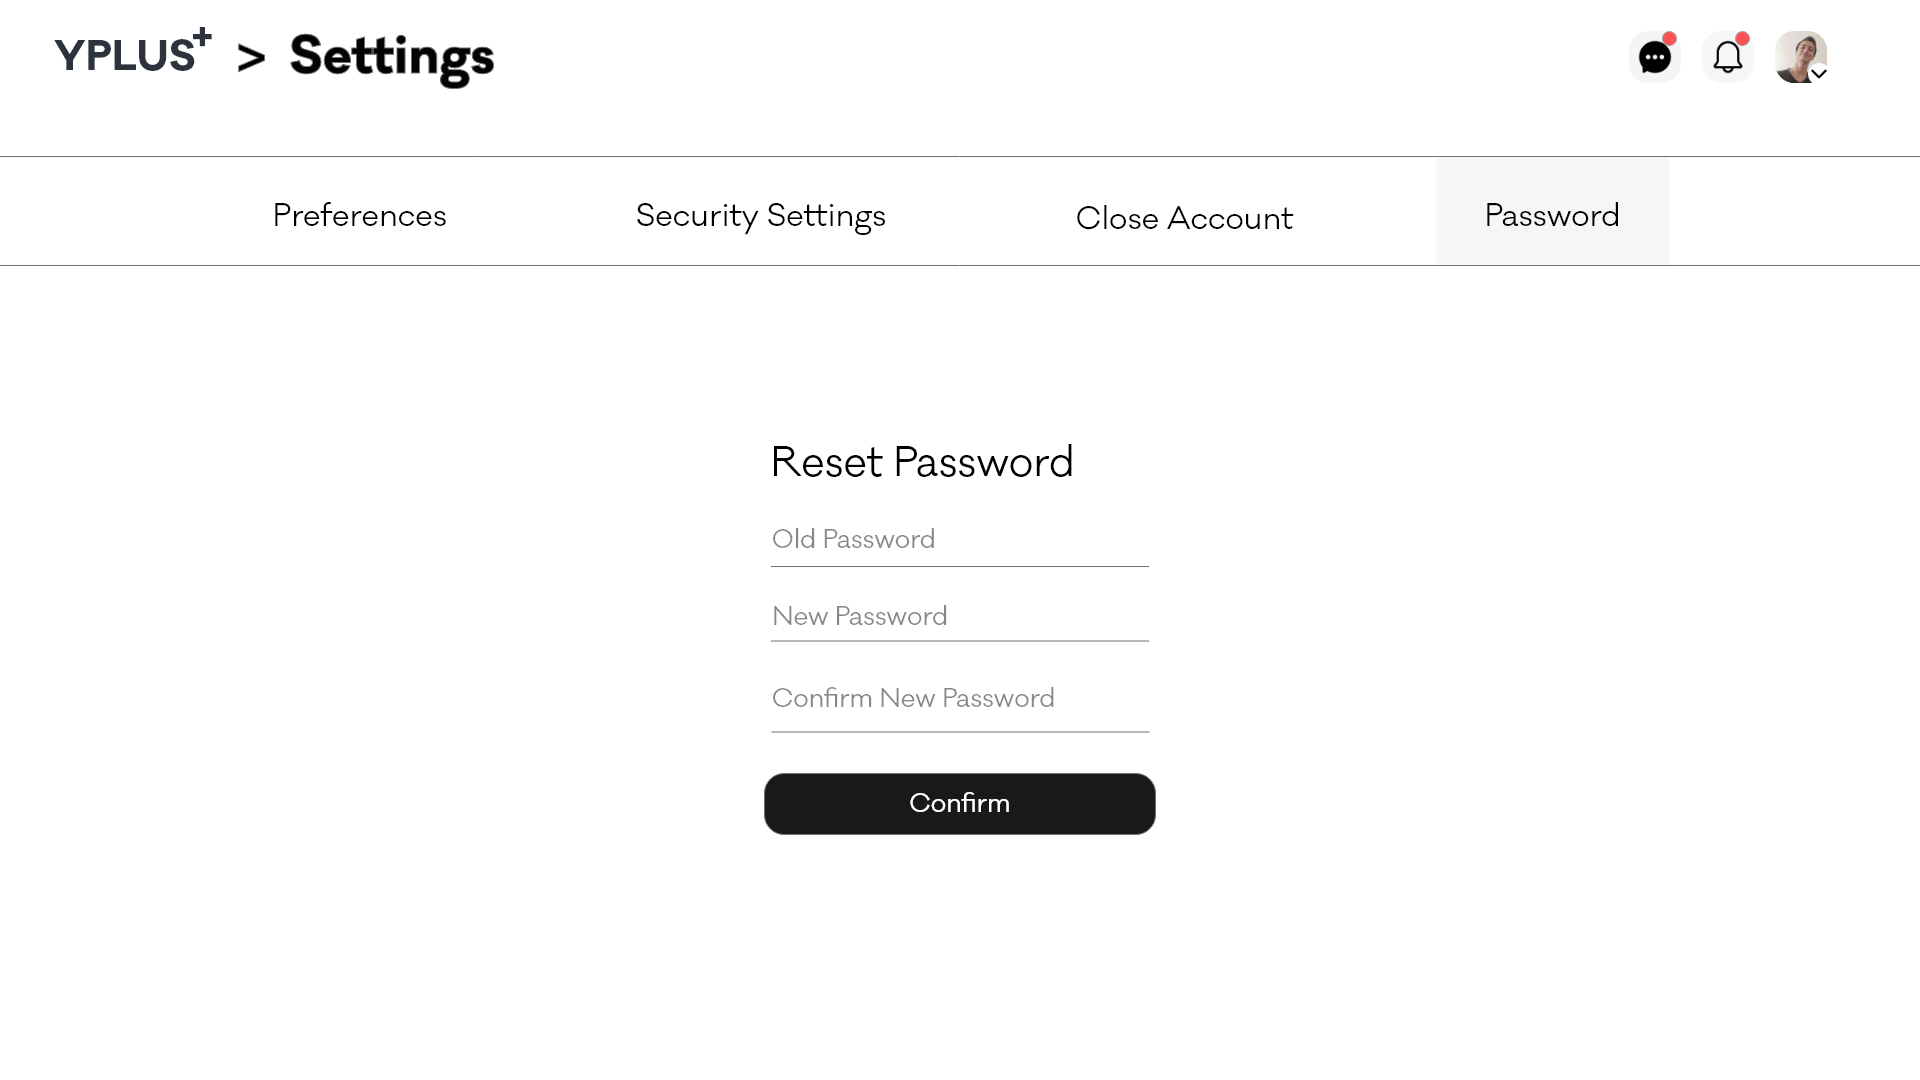 YPLUS+ > Settings
Preferences Security Settings Close Account Password
Reset Password
Old Password
New Password
Confirm New Password
Confirm